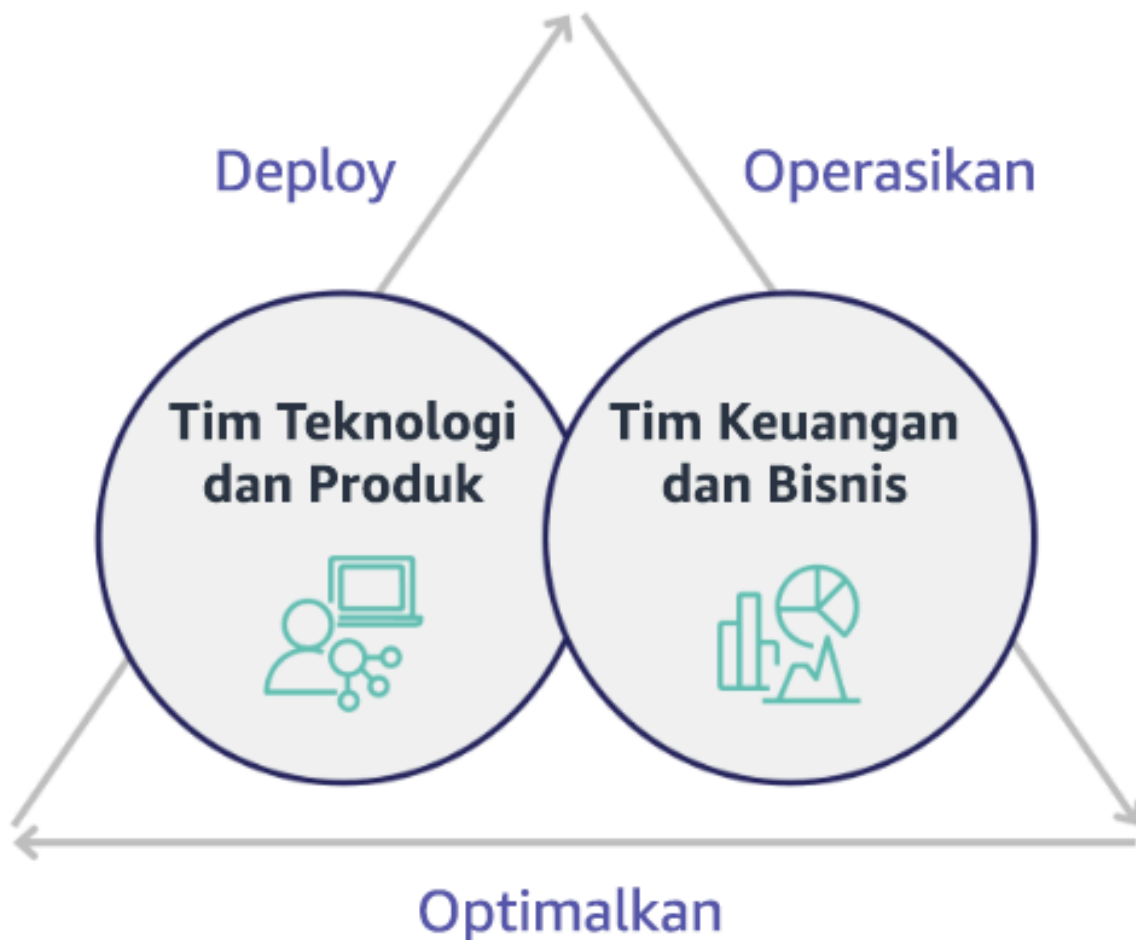 Deploy
Operasikan
Tim Teknologi
dan Produk
Tim Keuangan
dan Bisnis
Optimalkan